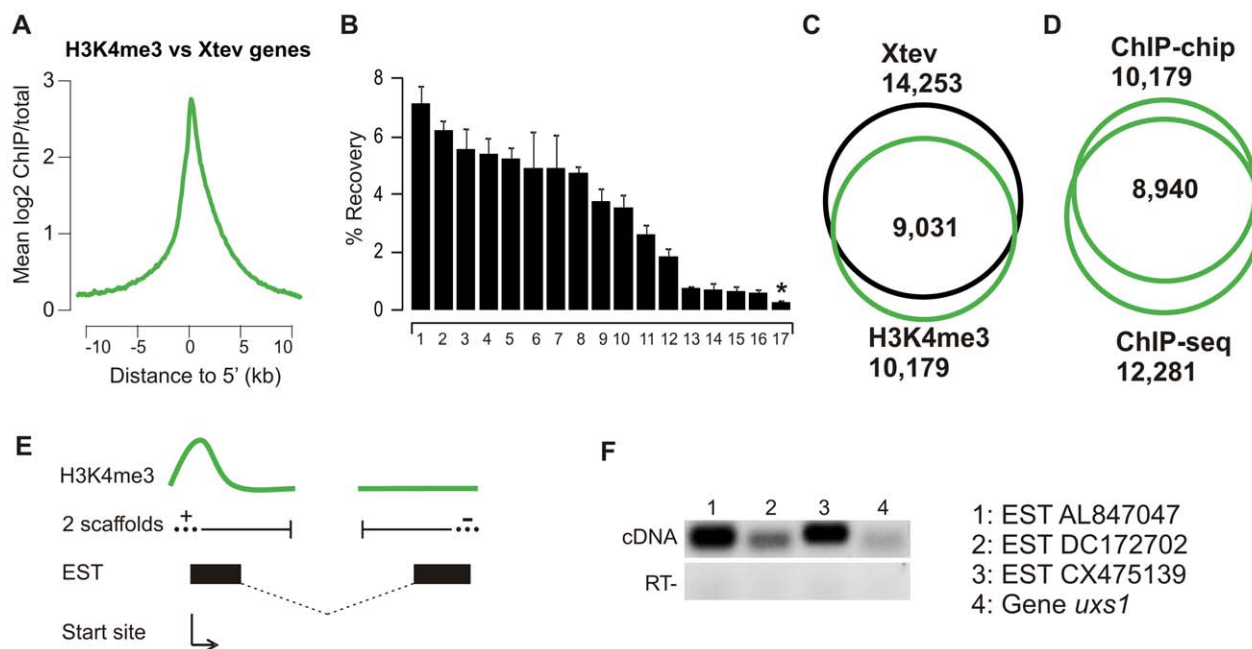 A
H3K4me3 vs Xtev genes
Mean log2 ChIP/total
3
2
1
0
-10 -5 0 5 10
Distance to 5' (kb)
B
% Recovery
8
6
4
2
0
*
1 2 3 4 5 6 7 8 9 10 11 12 13 14 15 16 17
C
Xtev
14,253
9,031
H3K4me3
10,179
D
ChIP-chip
10,179
8,940
ChIP-seq
12,281
E
H3K4me3
2 scaffolds
+ -
EST
Start site
F
1 2 3 4
cDNA
RT-
1: EST AL847047
2: EST DC172702
3: EST CX475139
4: Gene uxs1